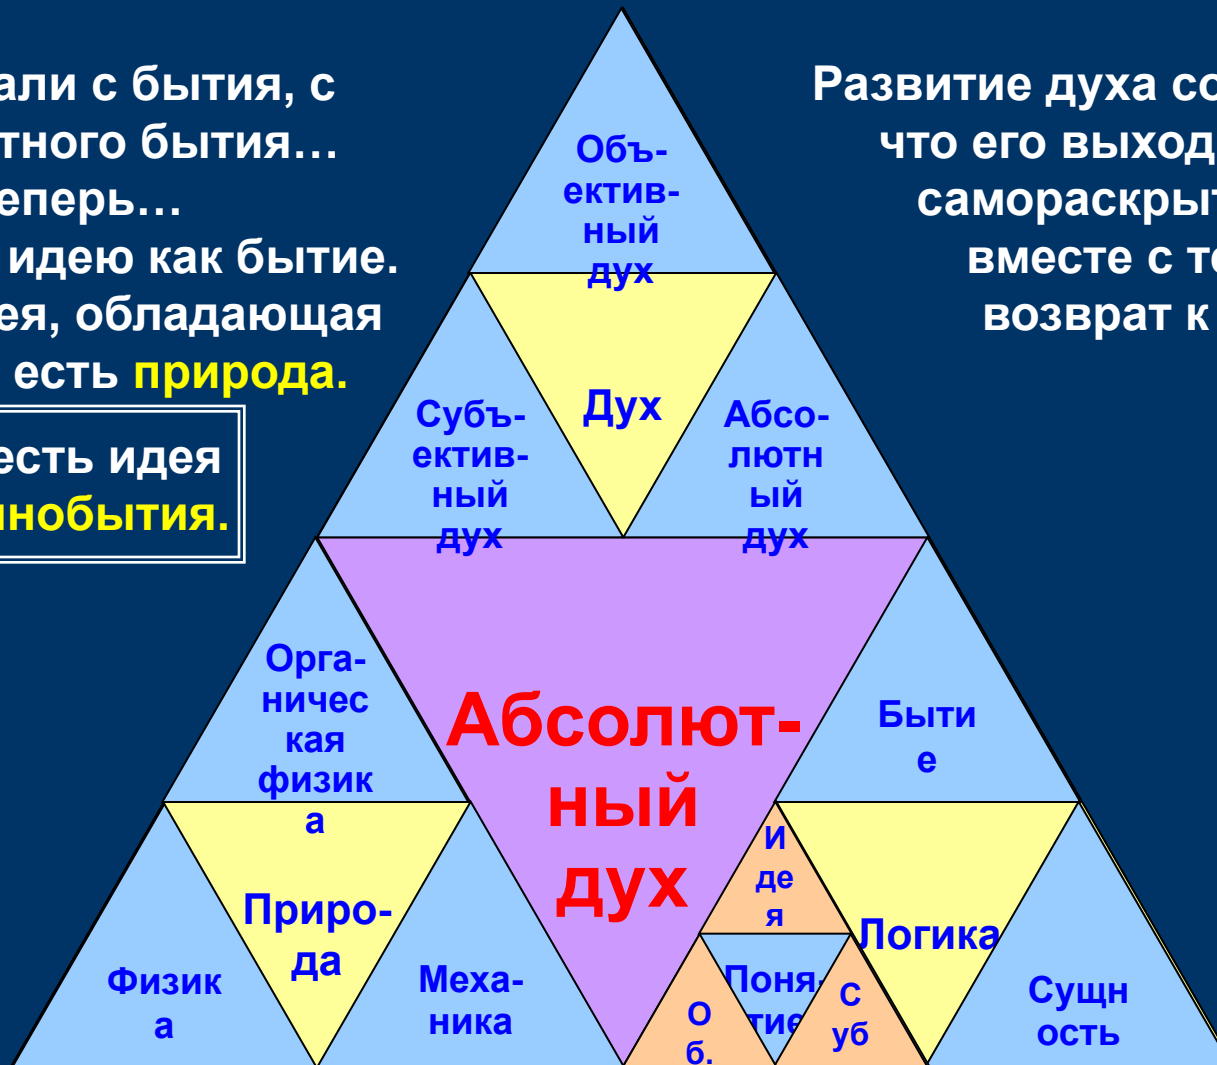 али с бытия, с
тного бытия…
еперь…
идею как бытие.
ея, обладающая
есть природа.
есть идея
нобытия.
Развитие духа со
что его выход
самораскрыт
вместе с те
возврат к
Объ-
ектив-
ный
дух
Дух
Субъ-
ектив-
ный
дух
Абсо-
лютн
ый
дух
Орга-
ничес
кая
физик
а
Абсолют-
ный
дух
Быти
е
И
де
я
Приро-
да
Логика
Физик
а
Меха-
ника
Поня-
тие
О
б.
С
уб
Сущн
ость